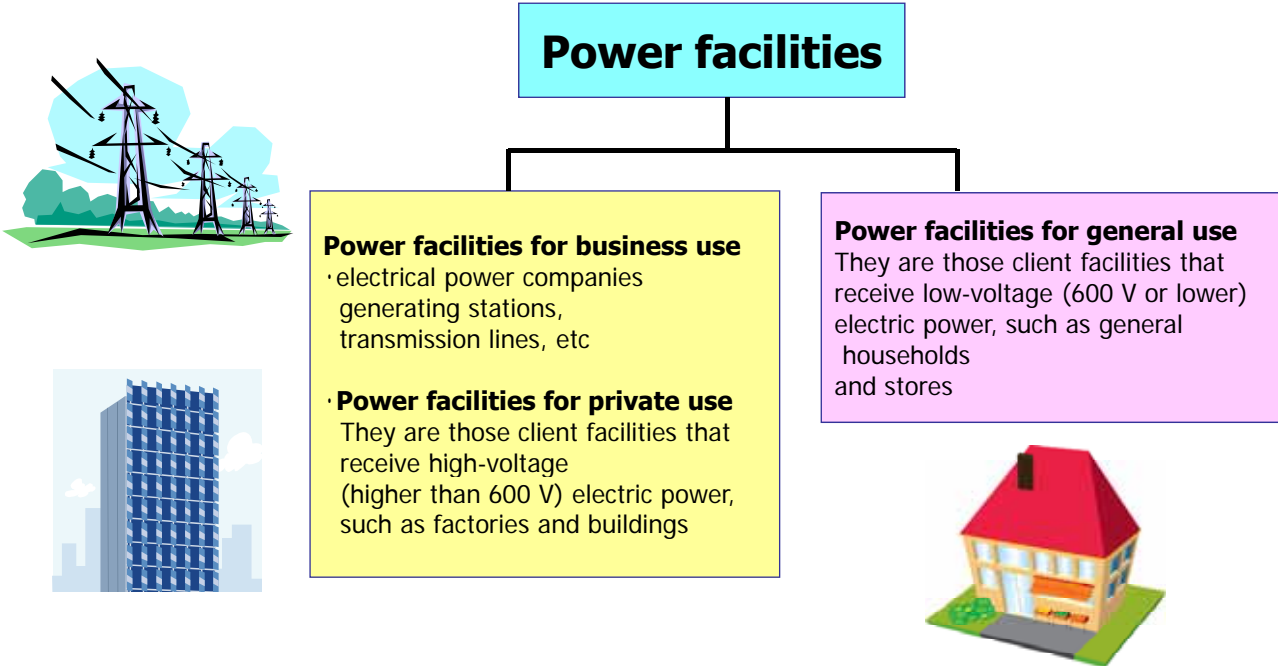 Power facilities
Power facilities for business use
・electrical power companies
generating stations,
transmission lines, etc
・Power facilities for private use
They are those client facilities that
receive high-voltage
(higher than 600 V) electric power,
such as factories and buildings
Power facilities for general use
They are those client facilities that
receive low-voltage (600 V or lower)
electric power, such as general
households
and stores